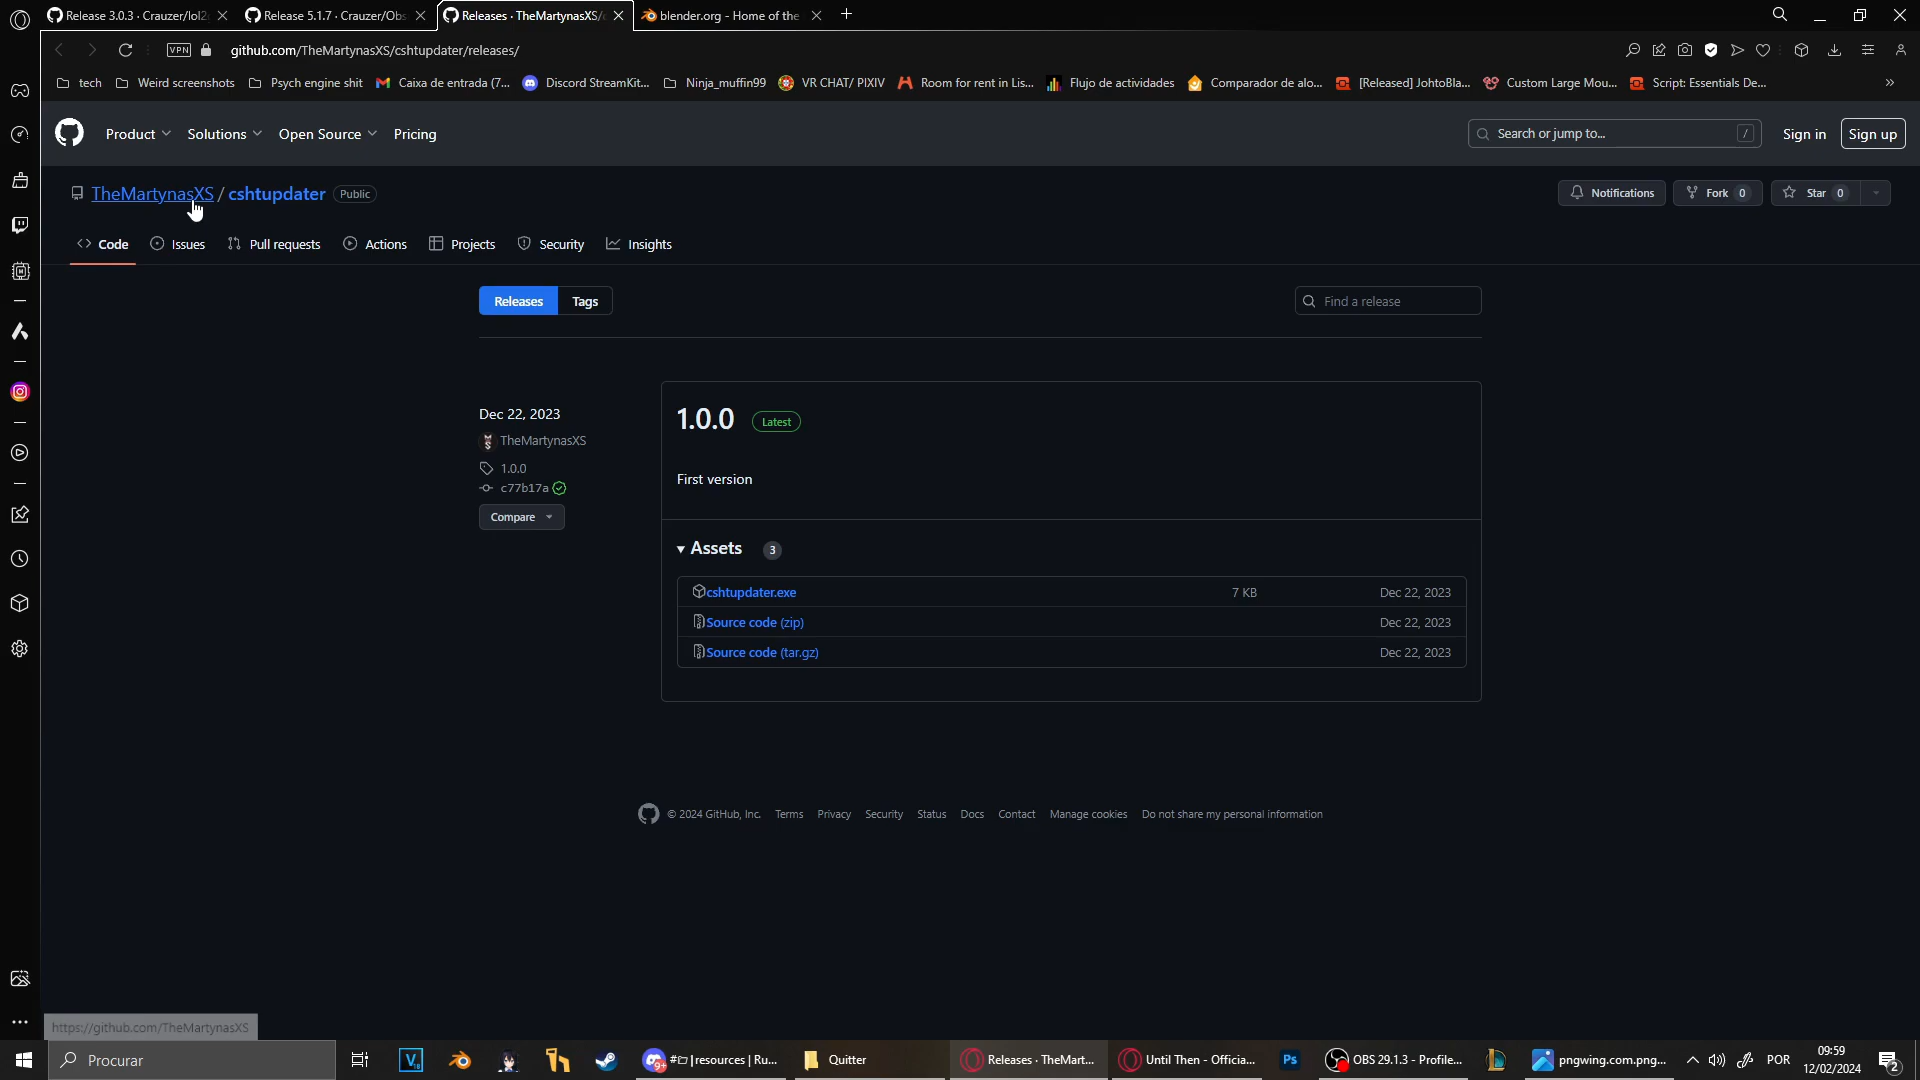 Release 3.0.3 · Crauzer/lol2
Release 5.1.7 · Crauzer/Obs
Releases · TheMartynasXS/c
blender.org - Home of the
VPN
github.com/TheMartynasXS/cshtupdater/releases/
tech
Weird screenshots
Psych engine shit
Caixa de entrada (7...
Discord StreamKit...
Ninja_muffin99
VR CHAT/ PIXIV
Room for rent in Lis...
Flujo de actividades
Comparador de alo...
[Released] JohtoBla...
Custom Large Mou...
Script: Essentials De...
»
Product
Solutions
Open Source
Pricing
Search or jump to...
/
Sign in
Sign up
TheMartynasXS / cshtupdater
Public
Notifications
Fork 0
Star 0
Code
Issues
Pull requests
Actions
Projects
Security
Insights
Releases
Tags
Find a release
Dec 22, 2023
TheMartynasXS
1.0.0
c77b17a
Compare
1.0.0
Latest
First version
Assets
3
cshtupdater.exe
7 KB
Dec 22, 2023
Source code (zip)
Dec 22, 2023
Source code (tar.gz)
Dec 22, 2023
© 2024 GitHub, Inc.
Terms
Privacy
Security
Status
Docs
Contact
Manage cookies
Do not share my personal information
https://github.com/TheMartynasXS
Procurar
#🗀|resources | Ru...
Quitter
Releases · TheMart...
Until Then - Officia...
Ps
OBS 29.1.3 - Profile...
pngwing.com.png...
POR
09:59
12/02/2024
2